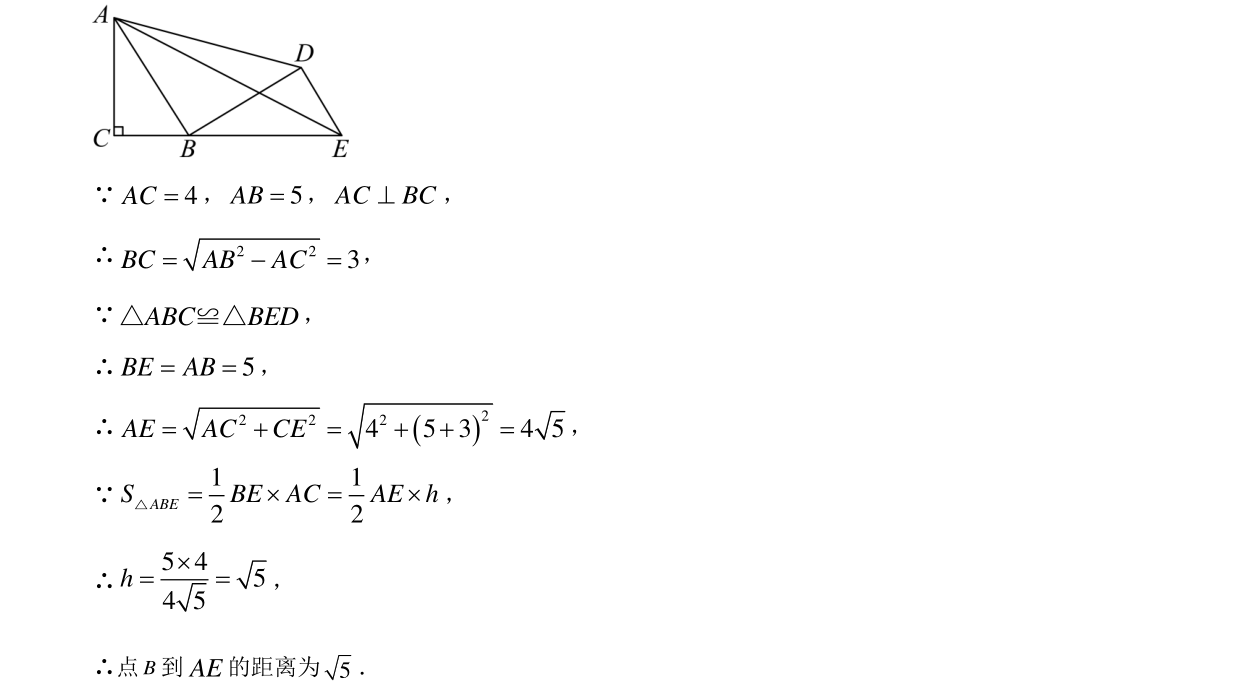 A
D
C
B
E
∵ AC = 4， AB = 5， AC ⊥ BC，
∴ BC = √(AB² − AC²) = 3，
∵ △ABC≌△BED，
∴ BE = AB = 5，
∴ AE = √(AC² + CE²) = √(4² + (5+3)²) = 4√5，
∵ S△ABE = 1/2 BE × AC = 1/2 AE × h，
∴ h = (5×4)/(4√5) = √5，
∴点 B 到 AE 的距离为 √5．